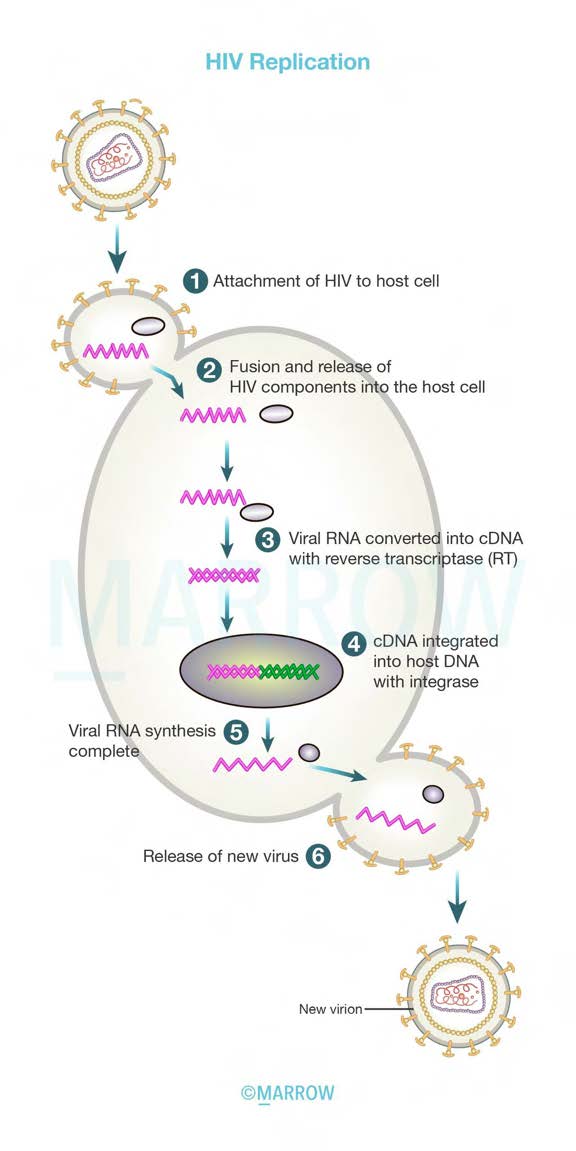 HIV Replication
1 Attachment of HIV to host cell
2 Fusion and release of
HIV components into the host cell
3 Viral RNA converted into cDNA
with reverse transcriptase (RT)
MARROW
4 cDNA integrated
into host DNA
with integrase
Viral RNA synthesis 5
complete
Release of new virus 6
New virion
©MARROW